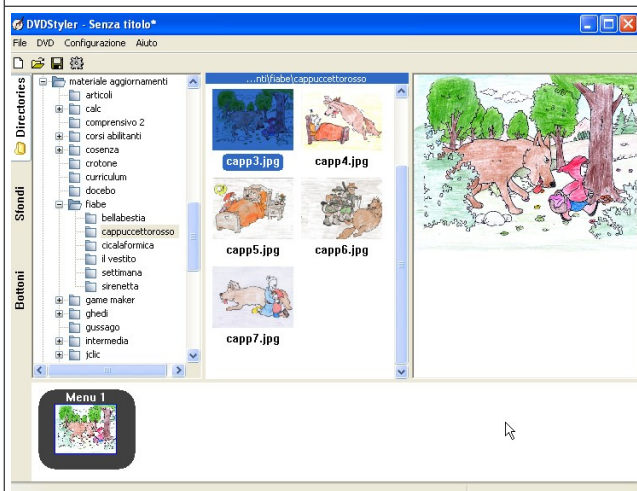 DVDStyler - Senza titolo*
File DVD Configurazione Aiuto
Directories
Sfondi
Bottoni
materiale aggiornamenti
articoli
calc
comprensivo 2
corsi abilitanti
cosenza
crotone
curriculum
docebo
fiabe
bellabestia
cappuccettorosso
cicalaformica
il vestito
settimana
sirenetta
game maker
ghedi
gussago
intermedia
jclic
...nti\fiabe\cappuccettorosso
capp3.jpg capp4.jpg
capp5.jpg capp6.jpg
capp7.jpg
Menu 1